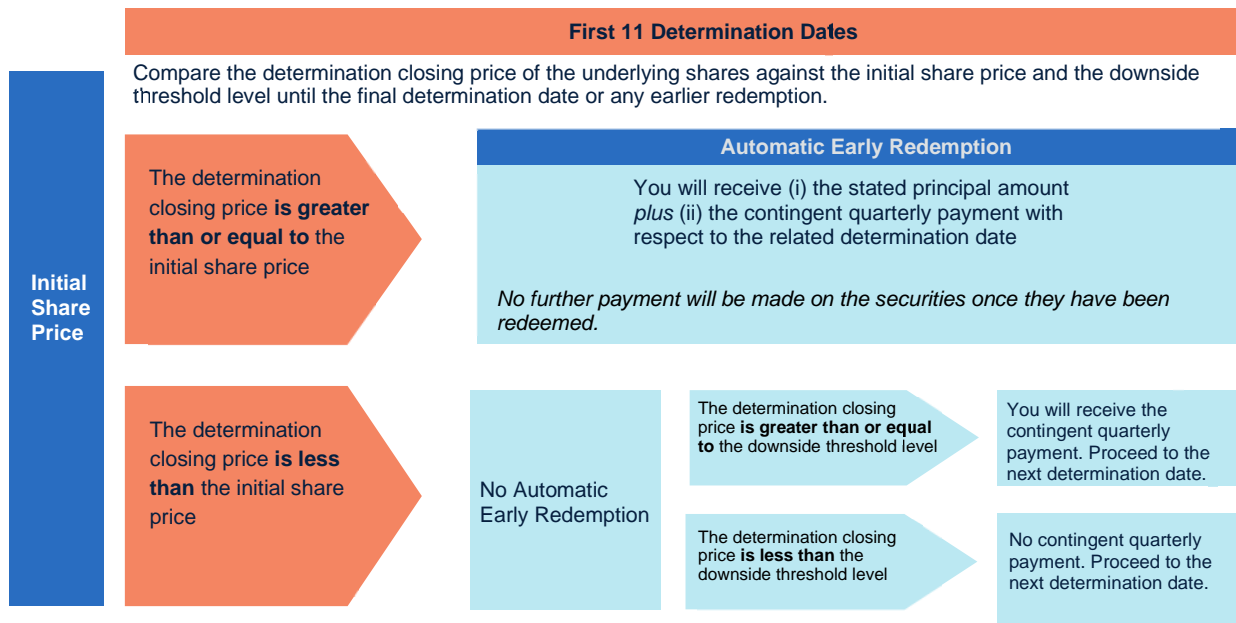 First 11 Determination Dates
Compare the determination closing price of the underlying shares against the initial share price and the downside
threshold level until the final determination date or any earlier redemption.
Initial
Share
Price
The determination
closing price is greater
than or equal to the
initial share price
Automatic Early Redemption
You will receive (i) the stated principal amount
plus (ii) the contingent quarterly payment with
respect to the related determination date
No further payment will be made on the securities once they have been
redeemed.
The determination
closing price is less
than the initial share
price
No Automatic
Early Redemption
The determination closing
price is greater than or equal
to the downside threshold level
You will receive the
contingent quarterly
payment. Proceed to the
next determination date.
The determination closing
price is less than the
downside threshold level
No contingent quarterly
payment. Proceed to the
next determination date.